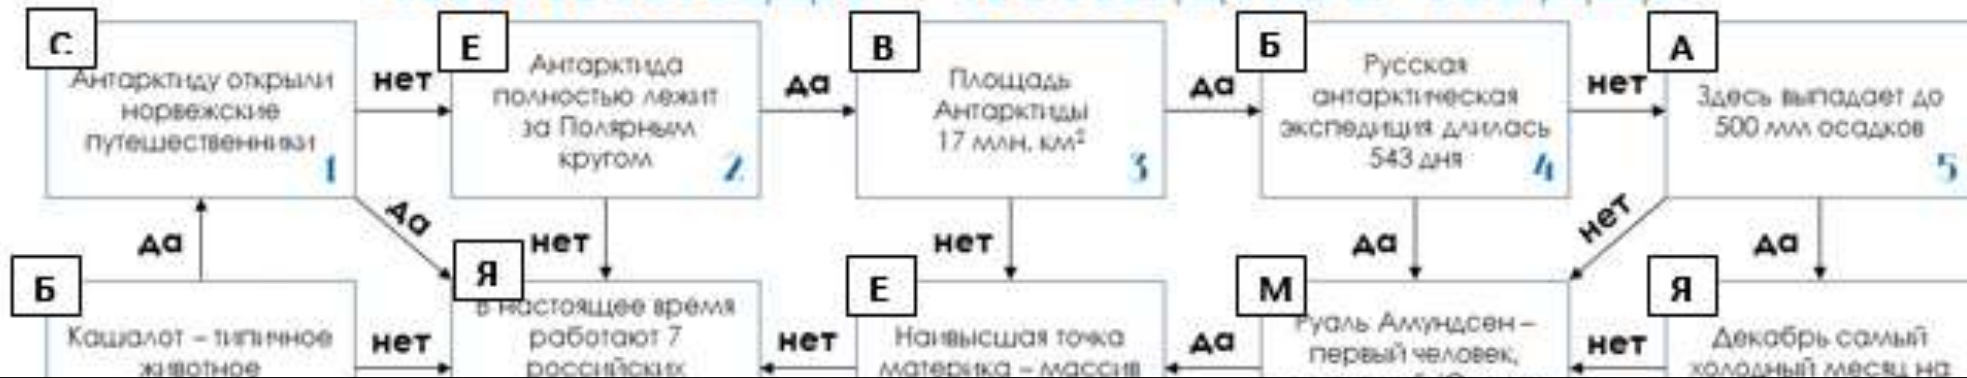 С
Антарктиду открыли
норвежские
путешественники
1
нет
Е
Антарктида
полностью лежит
за Полярным
кругом
2
да
В
Площадь
Антарктиды
17 млн. км²
3
да
Б
Русская
антарктическая
экспедиция длилась
543 дня
4
нет
А
Здесь выпадает до
500 мм осадков
5
да
да
нет
нет
да
нет
да
Б
Кашалот – типичное
животное
нет
Я
В настоящее время
работают 7
российских
нет
Е
Наивысшая точка
материка – массив
да
М
Руаль Амундсен –
первый человек,
нет
Я
Декабрь самый
холодный месяц на